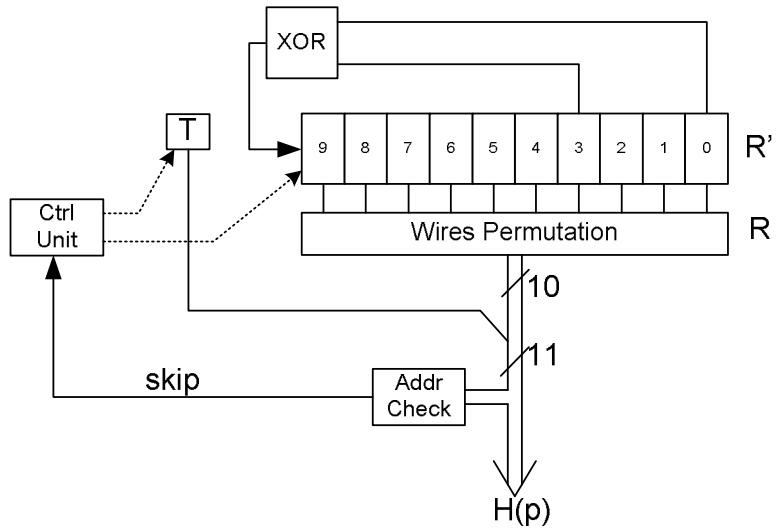 XOR
T
9 8 7 6 5 4 3 2 1 0
R'
Ctrl
Unit
Wires Permutation
R
10
11
skip
Addr
Check
H(p)